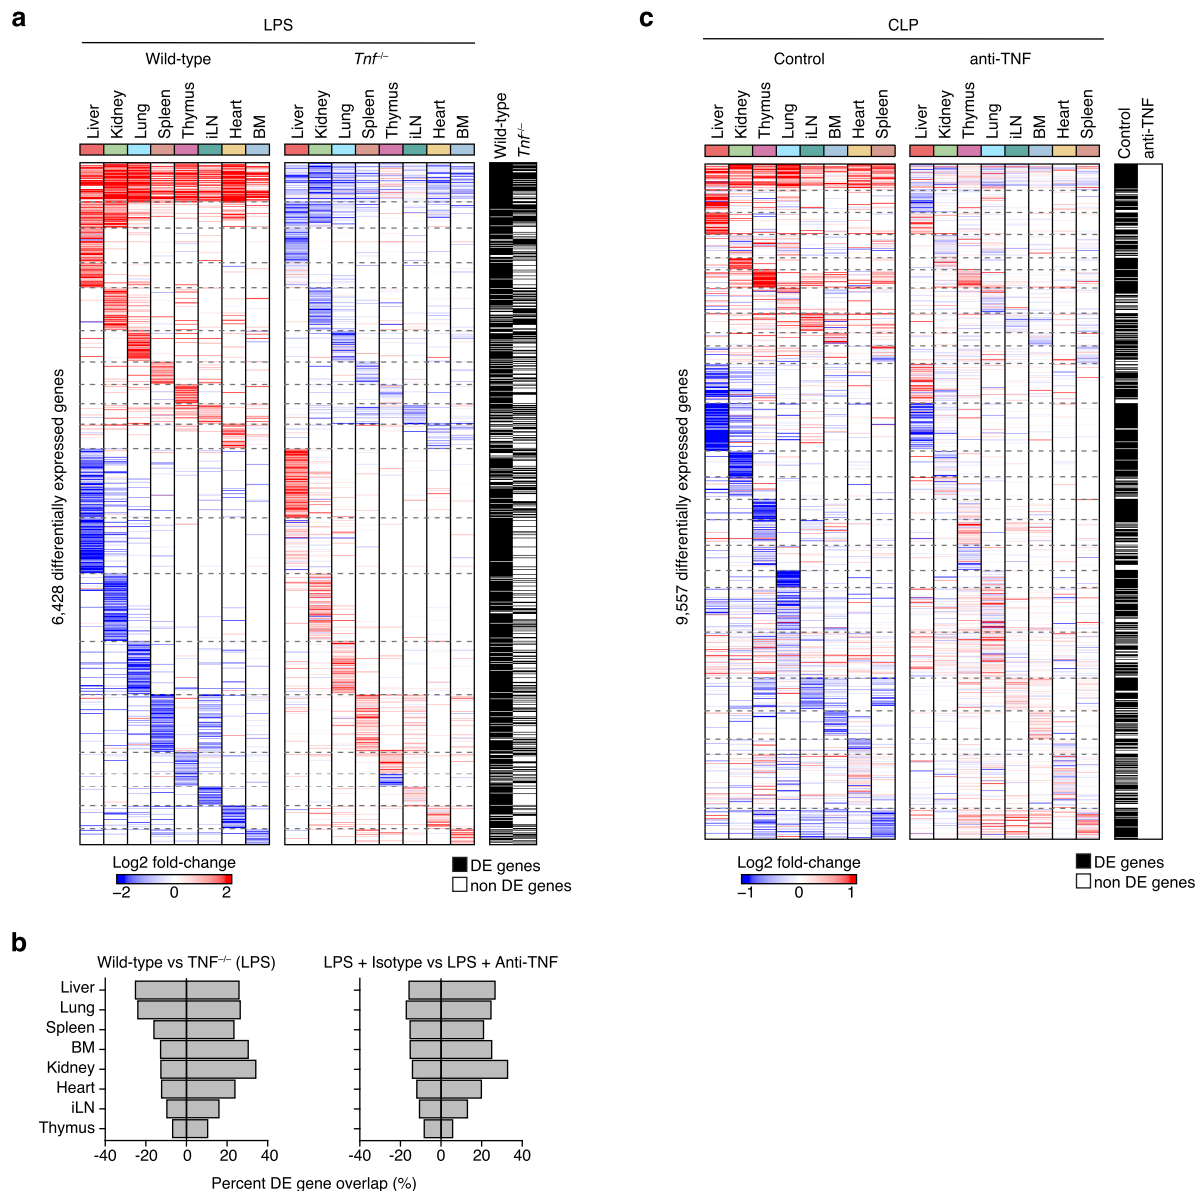 a
LPS
Wild-type
Tnf–/–
Liver
Kidney
Lung
Spleen
Thymus
iLN
Heart
BM
Liver
Kidney
Lung
Spleen
Thymus
iLN
Heart
BM
Wild-type
Tnf–/–
6,428 differentially expressed genes
Log2 fold-change
–2 0 2
DE genes
non DE genes
c
CLP
Control
anti-TNF
Liver
Kidney
Thymus
Lung
iLN
BM
Heart
Spleen
Liver
Kidney
Thymus
Lung
iLN
BM
Heart
Spleen
Control
anti-TNF
9,557 differentially expressed genes
Log2 fold-change
–1 0 1
DE genes
non DE genes
b
Wild-type vs TNF–/– (LPS)
LPS + Isotype vs LPS + Anti-TNF
Liver
Lung
Spleen
BM
Kidney
Heart
iLN
Thymus
-40 -20 0 20 40
-40 -20 0 20 40
Percent DE gene overlap (%)